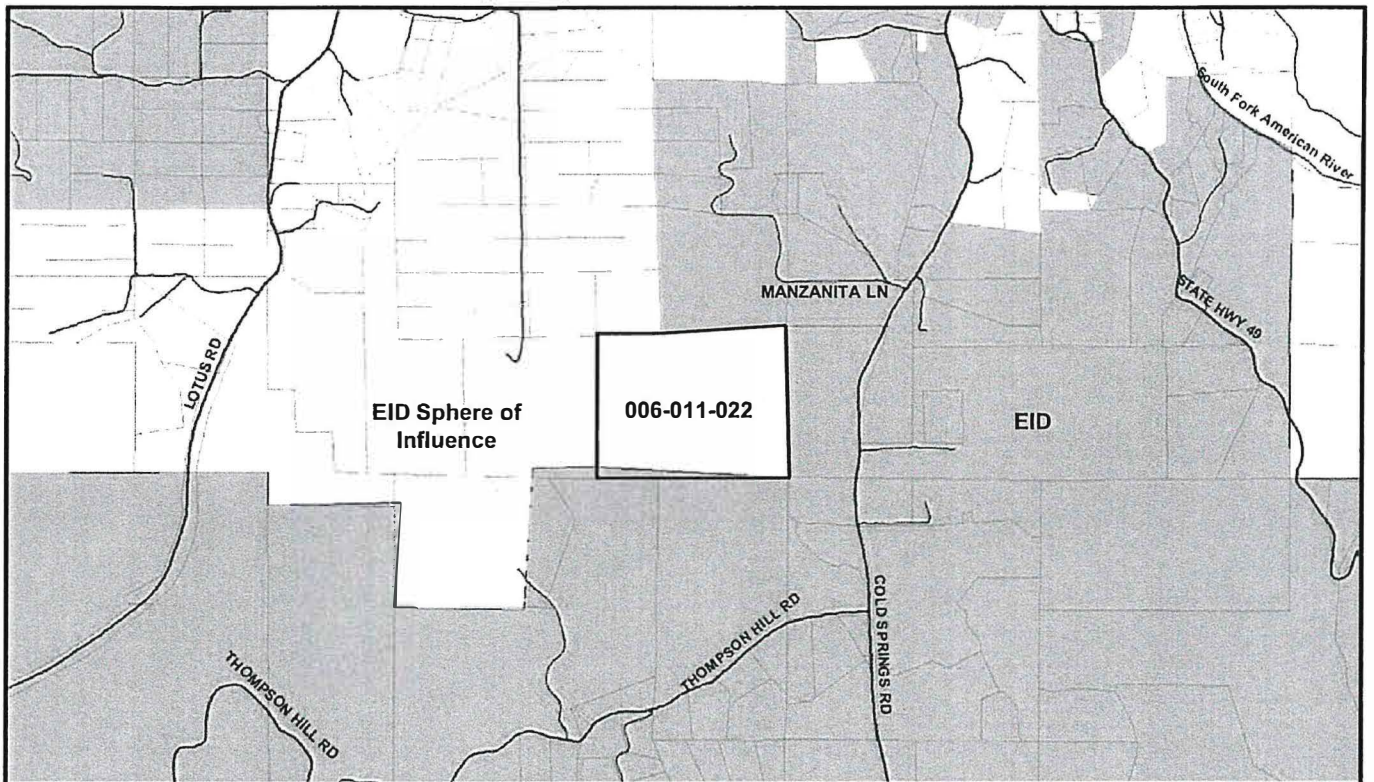 South Fork American River
MANZANITA LN
STATE HWY 49
LOTUS RD
EID Sphere of
Influence
006-011-022
EID
THOMPSON HILL RD
COLD SPRINGS RD
THOMPSON HILL RD